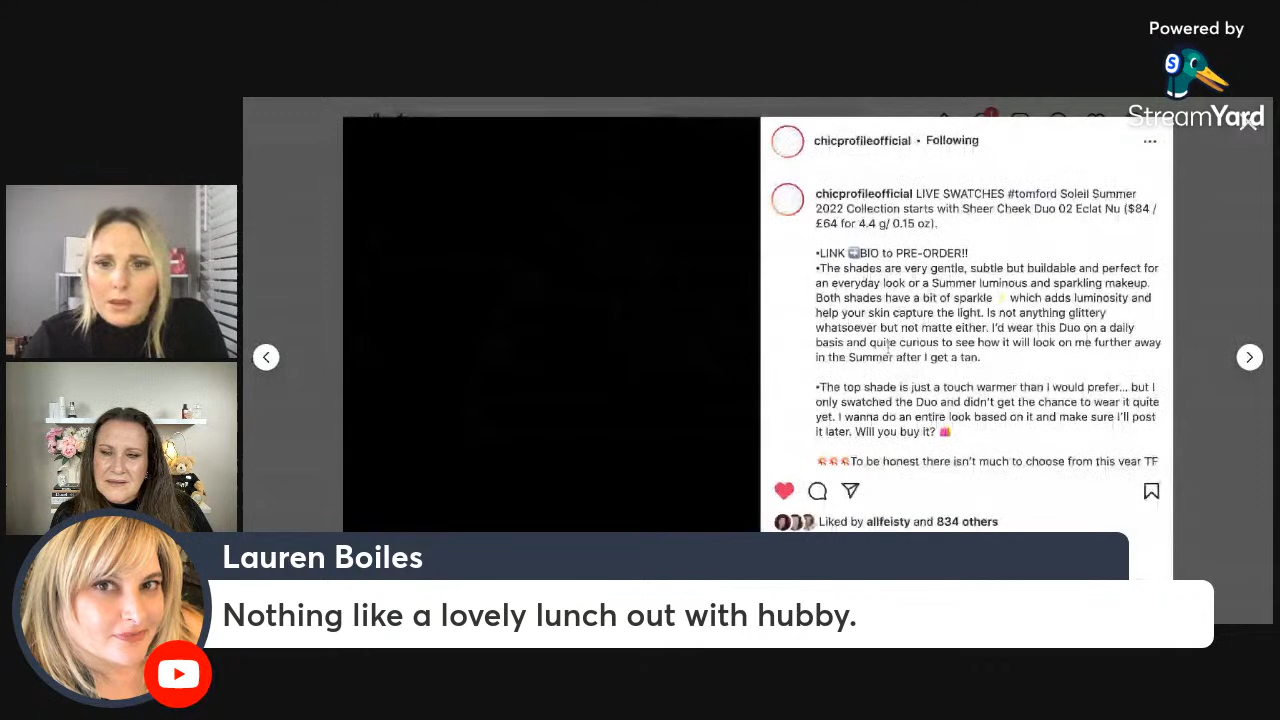 Powered by
StreamYard
chicprofileofficial • Following
chicprofileofficial LIVE SWATCHES #tomford Soleil Summer
2022 Collection starts with Sheer Cheek Duo 02 Eclat Nu ($84 /
£64 for 4.4 g/ 0.15 oz).
•LINK ➡️BIO to PRE-ORDER!!
•The shades are very gentle, subtle but buildable and perfect for
an everyday look or a Summer luminous and sparkling makeup.
Both shades have a bit of sparkle ✨ which adds luminosity and
help your skin capture the light. Is not anything glittery
whatsoever but not matte either. I'd wear this Duo on a daily
basis and quite curious to see how it will look on me further away
in the Summer after I get a tan.
•The top shade is just a touch warmer than I would prefer... but I
only swatched the Duo and didn't get the chance to wear it quite
yet. I wanna do an entire look based on it and make sure I'll post
it later. Will you buy it? 🛍️
💥💥💥To be honest there isn't much to choose from this year TF
Liked by allfeisty and 834 others
Lauren Boiles
Nothing like a lovely lunch out with hubby.